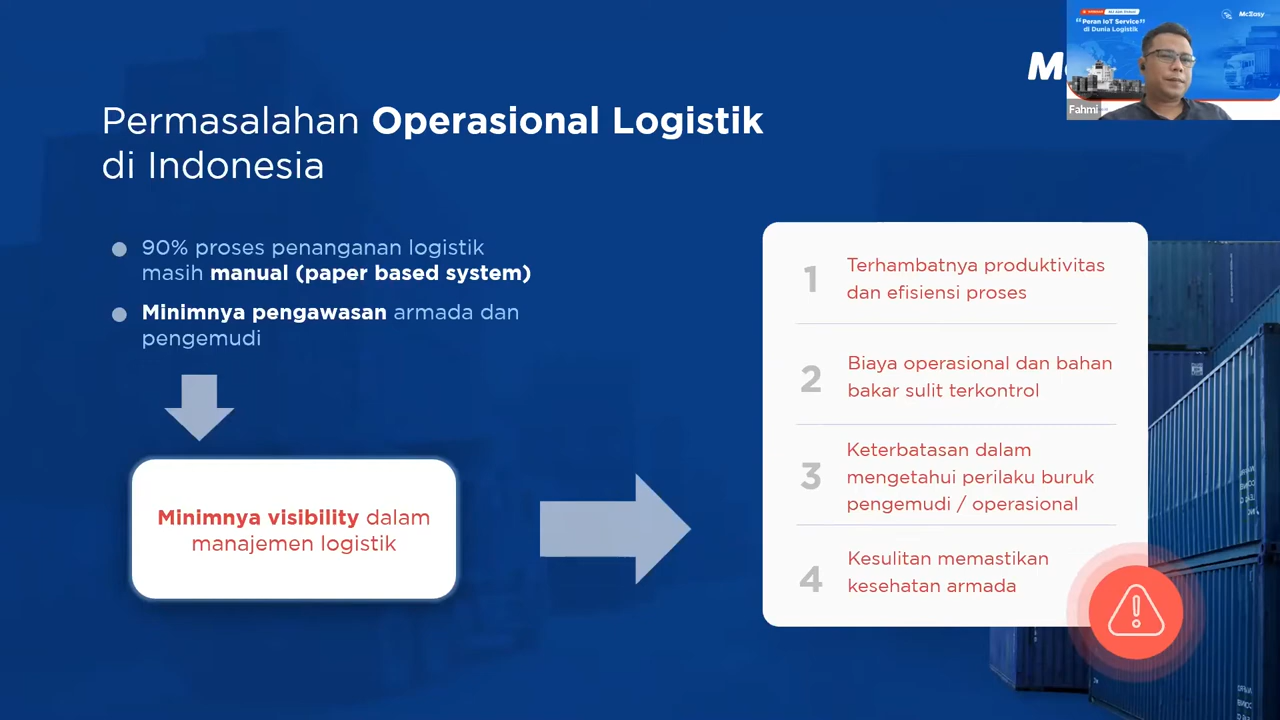 Permasalahan Operasional Logistik
di Indonesia
90% proses penanganan logistik
masih manual (paper based system)
Minimnya pengawasan armada dan
pengemudi
Minimnya visibility dalam
manajemen logistik
1
Terhambatnya produktivitas
dan efisiensi proses
2
Biaya operasional dan bahan
bakar sulit terkontrol
3
Keterbatasan dalam
mengetahui perilaku buruk
pengemudi / operasional
4
Kesulitan memastikan
kesehatan armada
"Peran IoT Service"
di Dunia Logistik
McEasy
Fahmi